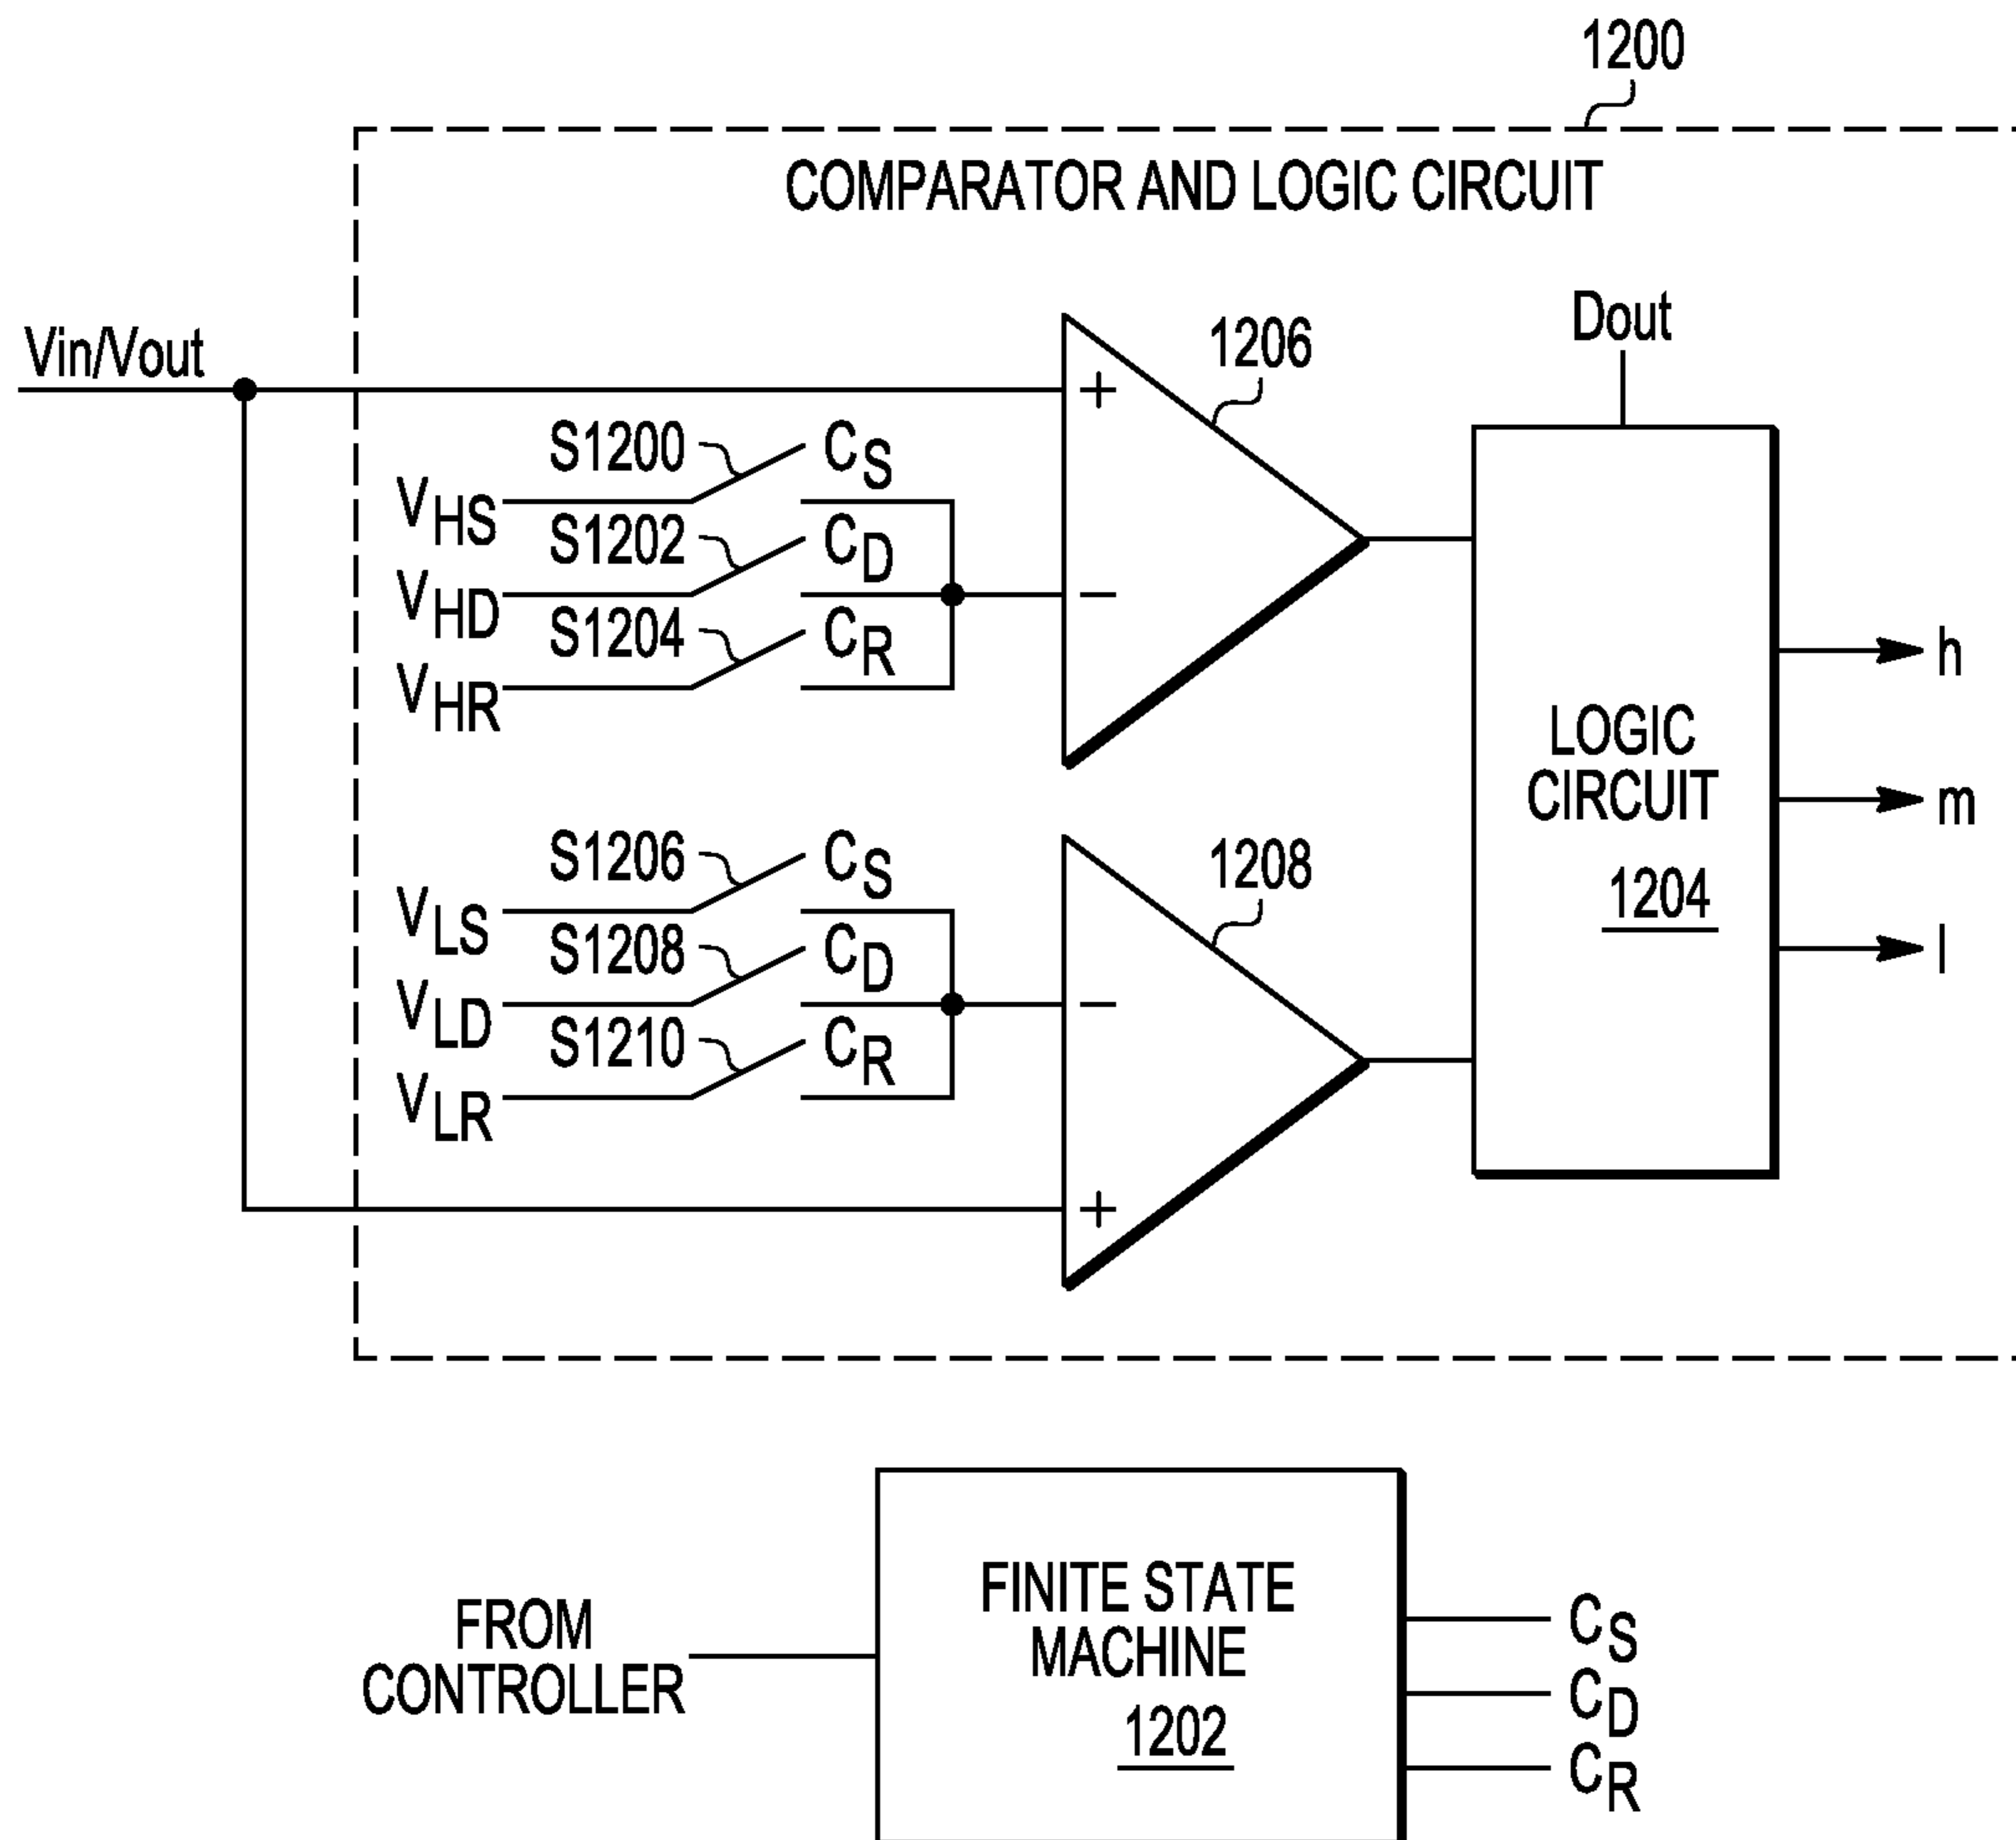 1200
COMPARATOR AND LOGIC CIRCUIT
Vin/Vout
1206
Dout
+
S1200
CS
VHS
S1202
CD
VHD
−
S1204
CR
VHR
h
LOGIC
CIRCUIT
1204
m
l
S1206
CS
1208
VLS
S1208
CD
VLD
−
S1210
CR
VLR
+
FROM
CONTROLLER
FINITE STATE
MACHINE
1202
CS
CD
CR